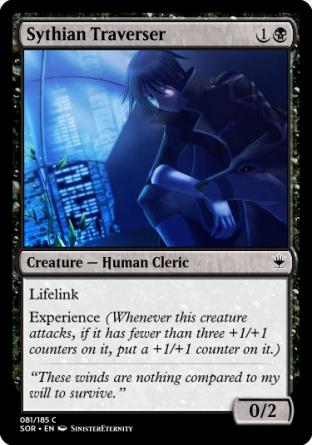 Sythian Traverser 1
Creature — Human Cleric
Lifelink
Experience (Whenever this creature
attacks, if it has fewer than three +1/+1
counters on it, put a +1/+1 counter on it.)
“These winds are nothing compared to my
will to survive.”
0/2
081/185 C
SOR • EN SinisterEternity